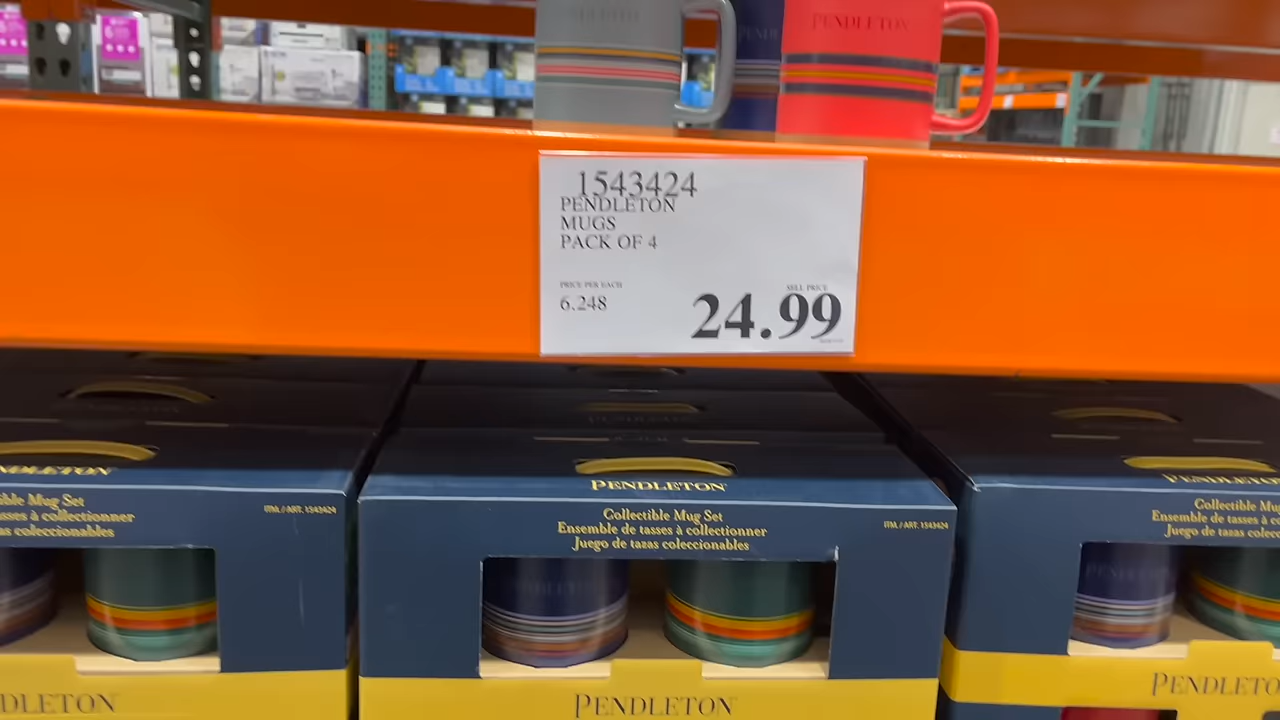 PENDLETON
1543424
PENDLETON
MUGS
PACK OF 4
PRICE PER EACH
6.248
SELL PRICE
24.99
PENDLETON
Collectible Mug Set
Ensemble de tasses à collectionner
Juego de tazas coleccionables
ITM. / ART. 1543424
PENDLETON
ITM. / ART. 1543424
PENDLETON
Collectible
Ensemble de tasses à
Juego de tazas
PENDLETON
Mug Set
tasses à collectionner
tazas coleccionables